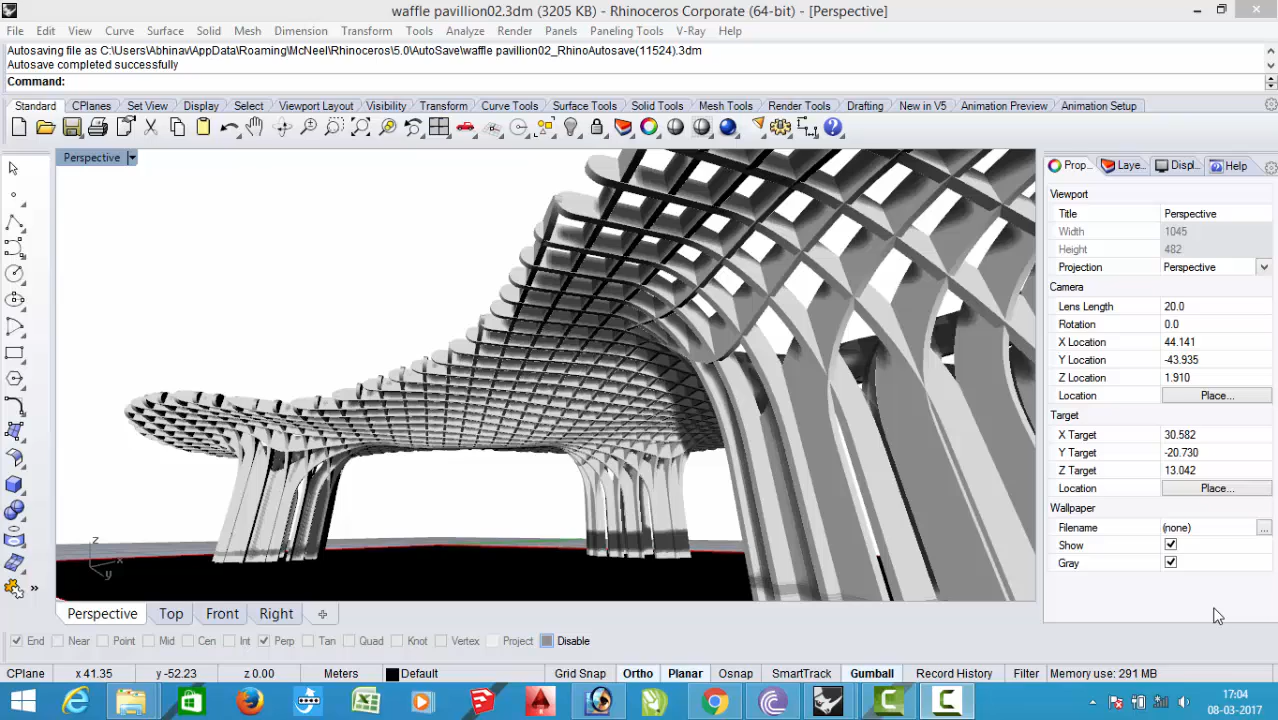 waffle pavillion02.3dm (3205 KB) - Rhinoceros Corporate (64-bit) - [Perspective]
File Edit View Curve Surface Solid Mesh Dimension Transform Tools Analyze Render Panels Paneling Tools V-Ray Help
Autosaving file as C:\Users\Abhinav\AppData\Roaming\McNeel\Rhinoceros\5.0\AutoSave\waffle pavillion02_RhinoAutosave(11524).3dm
Autosave completed successfully
Command:
Standard CPlanes Set View Display Select Viewport Layout Visibility Transform Curve Tools Surface Tools Solid Tools Mesh Tools Render Tools Drafting New in V5 Animation Preview Animation Setup
Perspective
Prop... Laye... Displ... Help
Viewport
Title Perspective
Width 1045
Height 482
Projection Perspective
Camera
Lens Length 20.0
Rotation 0.0
X Location 44.141
Y Location -43.935
Z Location 1.910
Location Place...
Target
X Target 30.582
Y Target -20.730
Z Target 13.042
Location Place...
Wallpaper
Filename (none) ...
Show
Gray
z
x
y
Perspective Top Front Right
End Near Point Mid Cen Int Perp Tan Quad Knot Vertex Project Disable
CPlane x 41.35 y -52.23 z 0.00 Meters Default Grid Snap Ortho Planar Osnap SmartTrack Gumball Record History Filter Memory use: 291 MB
17:04
08-03-2017